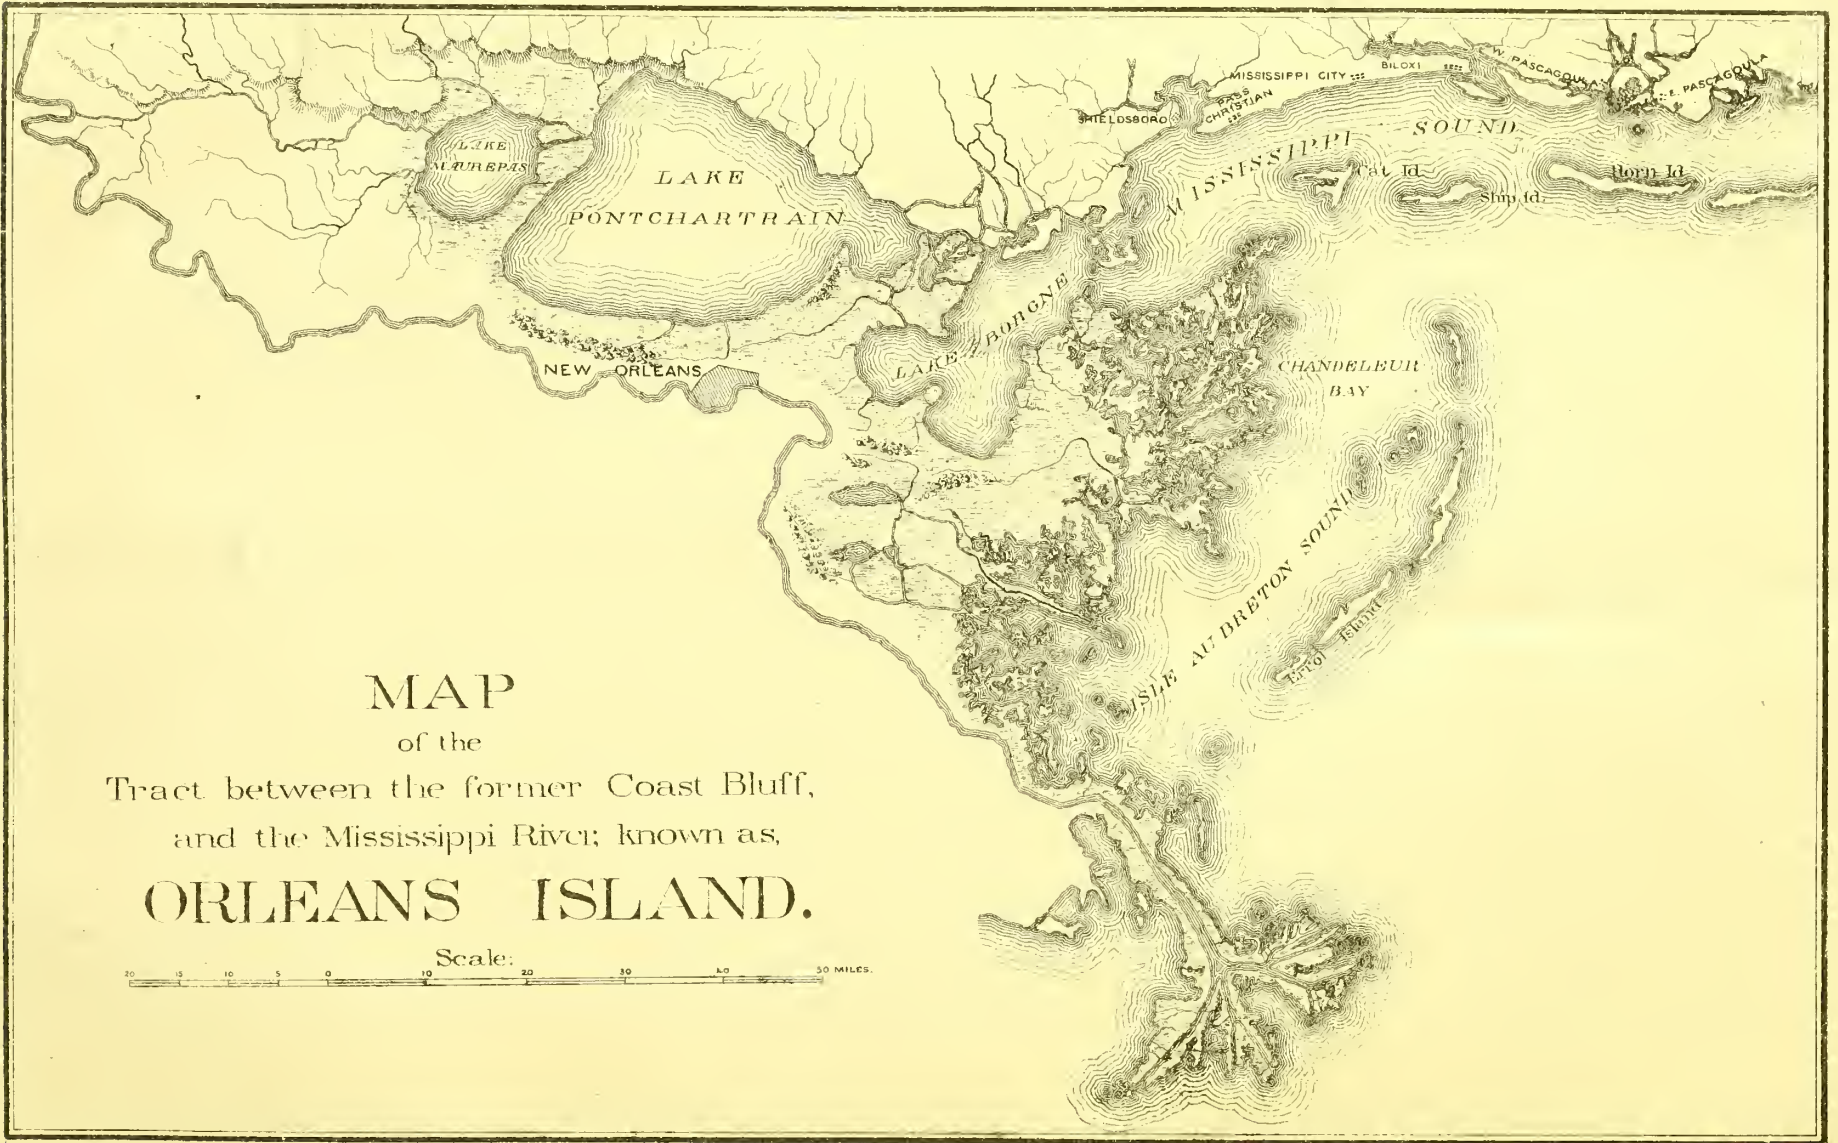 LAKE
MAUREPAS
LAKE
PONTCHARTRAIN
NEW ORLEANS
LAKE BORGNE
SHIELDSBORO
PASS
CHRISTIAN
MISSISSIPPI CITY
BILOXI
W. PASCAGOULA
E. PASCAGOULA
MISSISSIPPI SOUND
Cat Id.
Ship Id.
Horn Id
CHANDELEUR
BAY
ISLE AU BRETON SOUND
Errol Island
MAP
of the
Tract between the former Coast Bluff,
and the Mississippi River; known as,
ORLEANS ISLAND.
Scale:
20 15 10 5 0 10 20 30 40 50 MILES.